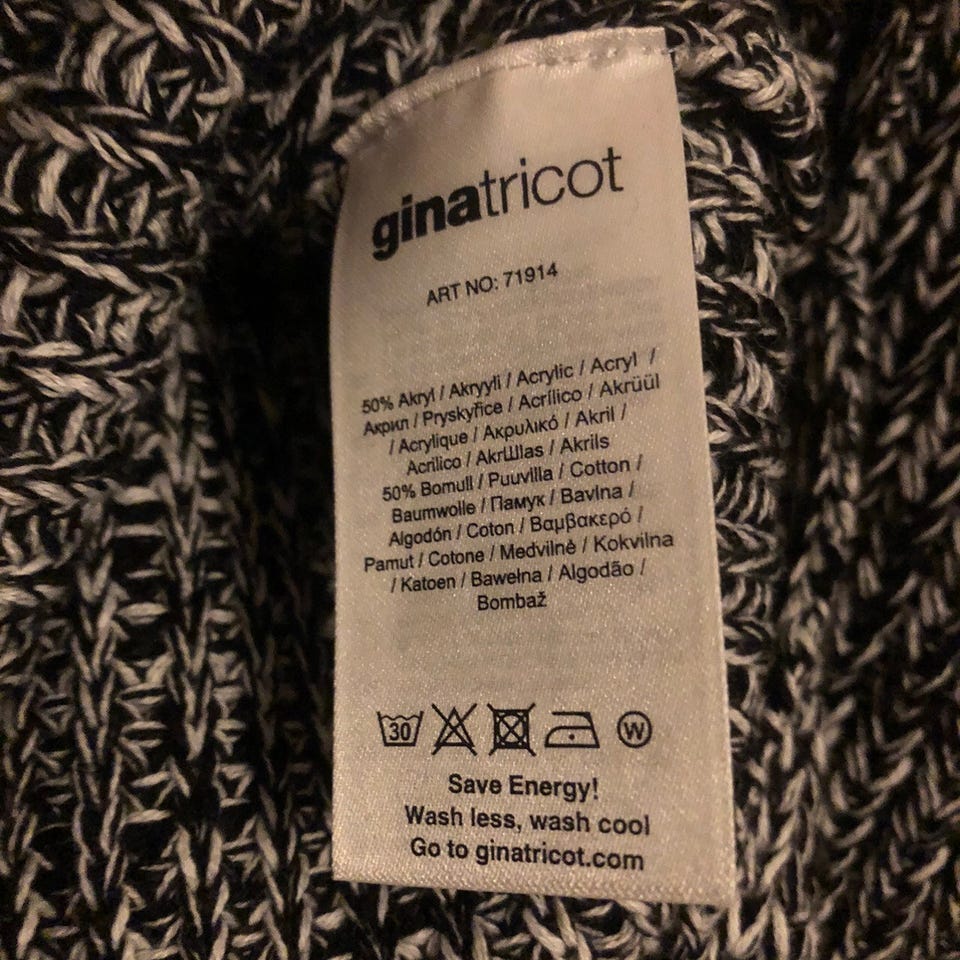 ginatricot
ART NO: 71914
50% Akryl / Akryyli / Acrylic / Acryl /
Акрил / Pryskyřice / Acrílico / Akrüül
/ Acrylique / Ακρυλικό / Akril /
Acrilico / AkrШlas / Akrils
50% Bomull / Puuvilla / Cotton /
Baumwolle / Памук / Bavlna /
Algodón / Coton / Βαμβακερό /
Pamut / Cotone / Medvilnė / Kokvilna
/ Katoen / Bawełna / Algodão /
Bombaž
30 W
Save Energy!
Wash less, wash cool
Go to ginatricot.com